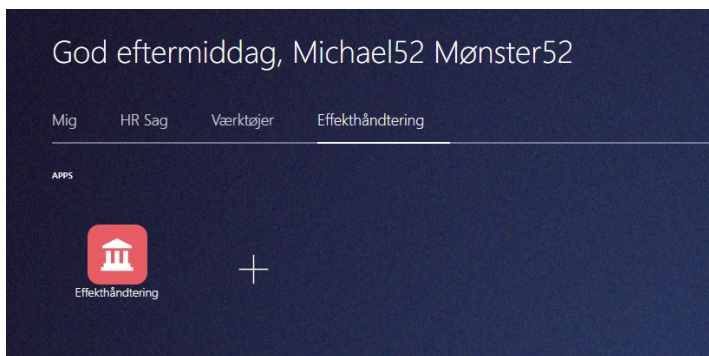 God eftermiddag, Michael52 Mønster52
Mig HR Sag Værktøjer Effekthåndtering
APPS
Effekthåndtering